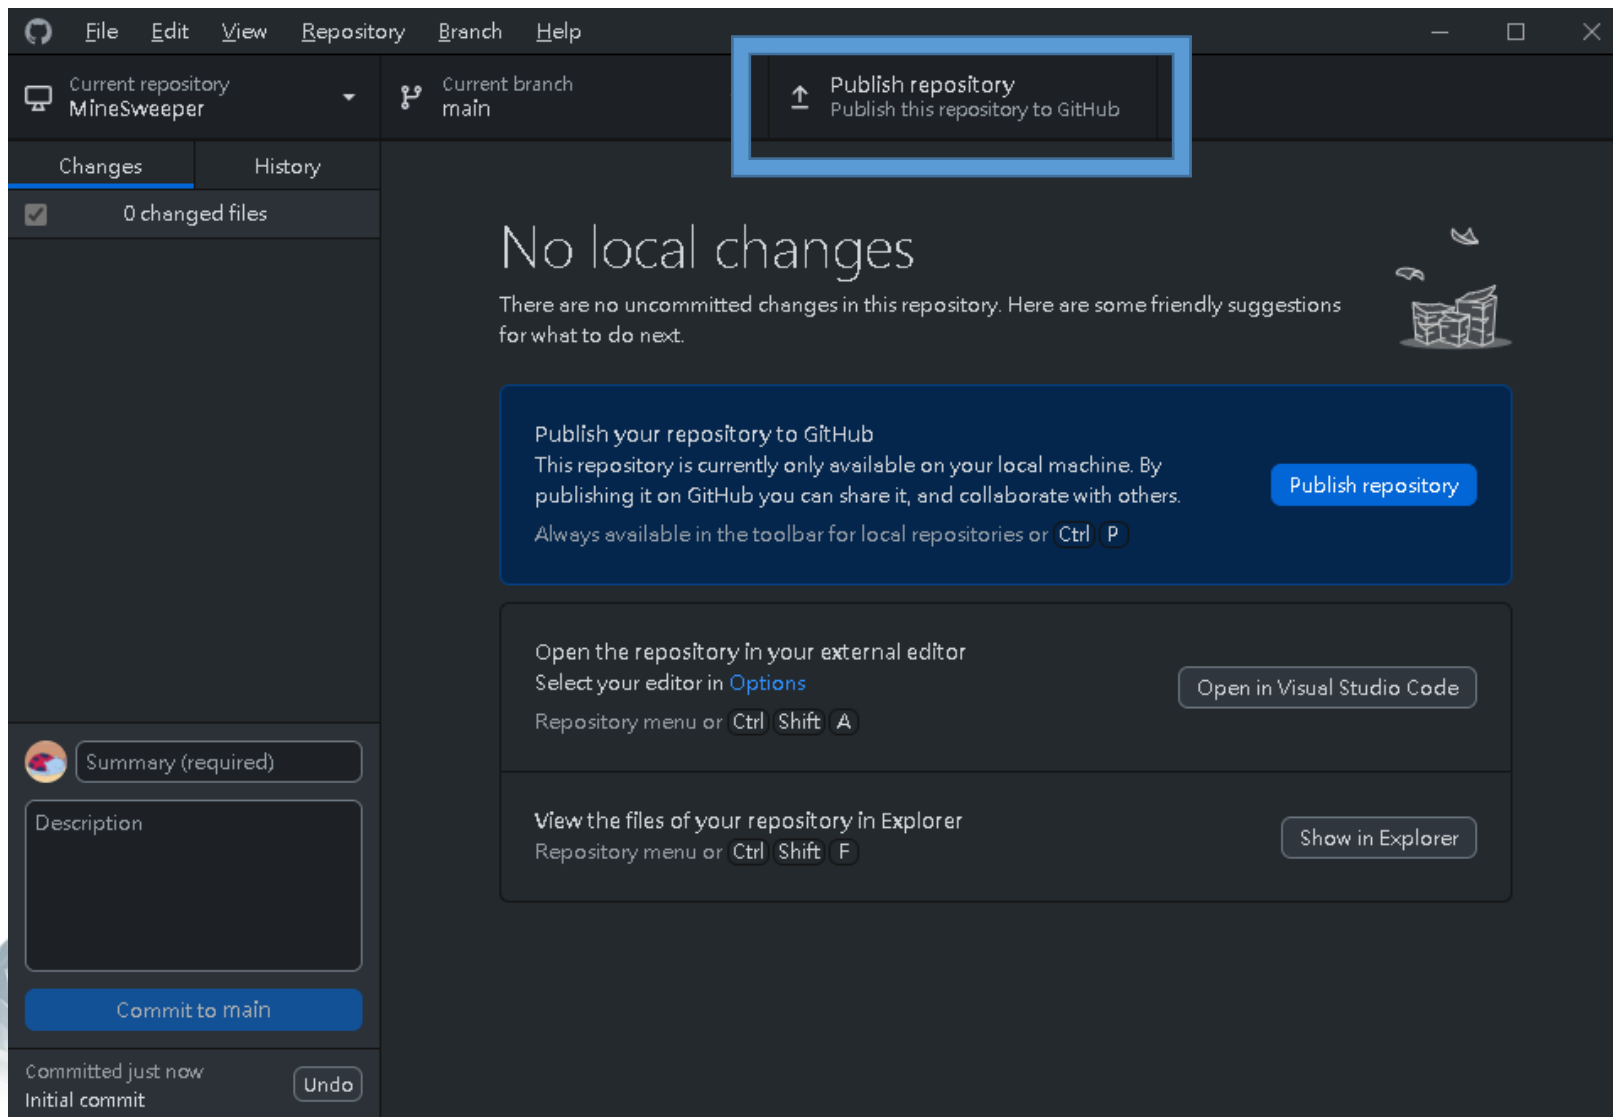 File Edit View Repository Branch Help
Current repository
MineSweeper
Current branch
main
Publish repository
Publish this repository to GitHub
Changes History
0 changed files
No local changes
There are no uncommitted changes in this repository. Here are some friendly suggestions
for what to do next.
Publish your repository to GitHub
This repository is currently only available on your local machine. By
publishing it on GitHub you can share it, and collaborate with others.
Always available in the toolbar for local repositories or Ctrl P
Publish repository
Open the repository in your external editor
Select your editor in Options
Repository menu or Ctrl Shift A
Open in Visual Studio Code
View the files of your repository in Explorer
Repository menu or Ctrl Shift F
Show in Explorer
Summary (required)
Description
Commit to main
Committed just now
Initial commit
Undo